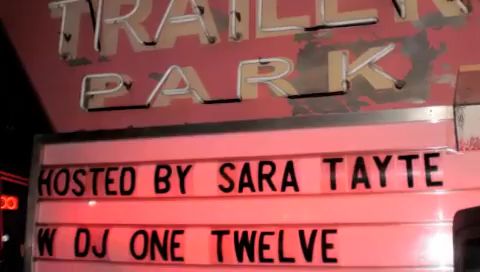 TRAILER
PARK
HOSTED BY SARA TAYTE
W DJ ONE TWELVE